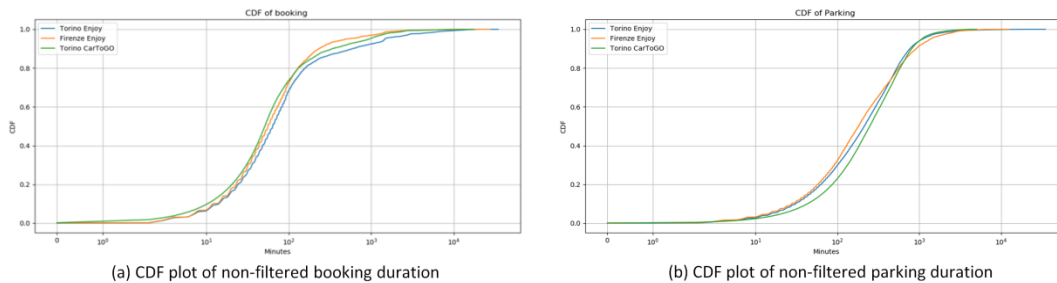 CDF of booking
Torino Enjoy
Firenze Enjoy
Torino CarToGO
CDF
1.0
0.8
0.6
0.4
0.2
0.0
0 10⁰ 10¹ 10² 10³ 10⁴
Minutes
(a) CDF plot of non-filtered booking duration
CDF of Parking
Torino Enjoy
Firenze Enjoy
Torino CarToGO
CDF
1.0
0.8
0.6
0.4
0.2
0.0
0 10⁰ 10¹ 10² 10³ 10⁴
Minutes
(b) CDF plot of non-filtered parking duration